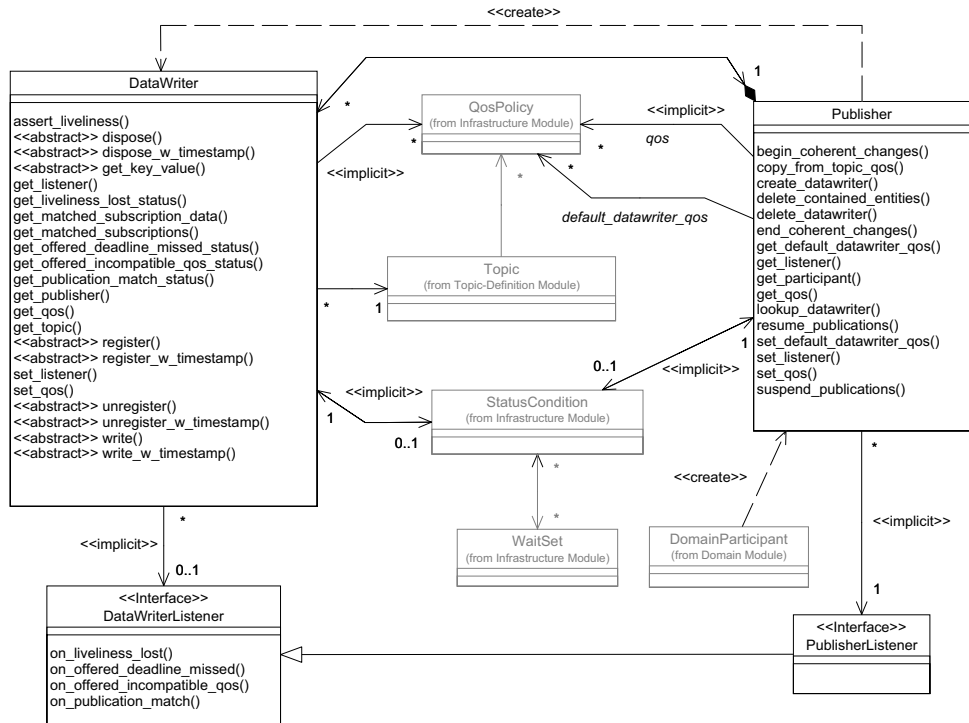 <<create>>
DataWriter
assert_liveliness()
<<abstract>> dispose()
<<abstract>> dispose_w_timestamp()
<<abstract>> get_key_value()
get_listener()
get_liveliness_lost_status()
get_matched_subscription_data()
get_matched_subscriptions()
get_offered_deadline_missed_status()
get_offered_incompatible_qos_status()
get_publication_match_status()
get_publisher()
get_qos()
get_topic()
<<abstract>> register()
<<abstract>> register_w_timestamp()
set_listener()
set_qos()
<<abstract>> unregister()
<<abstract>> unregister_w_timestamp()
<<abstract>> write()
<<abstract>> write_w_timestamp()
*
1
QosPolicy
(from Infrastructure Module)
*
*
*
*
<<implicit>>
<<implicit>>
qos
default_datawriter_qos
Publisher
begin_coherent_changes()
copy_from_topic_qos()
create_datawriter()
delete_contained_entities()
delete_datawriter()
end_coherent_changes()
get_default_datawriter_qos()
get_listener()
get_participant()
get_qos()
lookup_datawriter()
resume_publications()
set_default_datawriter_qos()
set_listener()
set_qos()
suspend_publications()
Topic
(from Topic-Definition Module)
*
1
1
0..1
<<implicit>>
StatusCondition
(from Infrastructure Module)
<<implicit>>
1
0..1
*
*
WaitSet
(from Infrastructure Module)
<<create>>
DomainParticipant
(from Domain Module)
*
<<implicit>>
1
*
<<implicit>>
0..1
<<Interface>>
DataWriterListener
on_liveliness_lost()
on_offered_deadline_missed()
on_offered_incompatible_qos()
on_publication_match()
<<Interface>>
PublisherListener